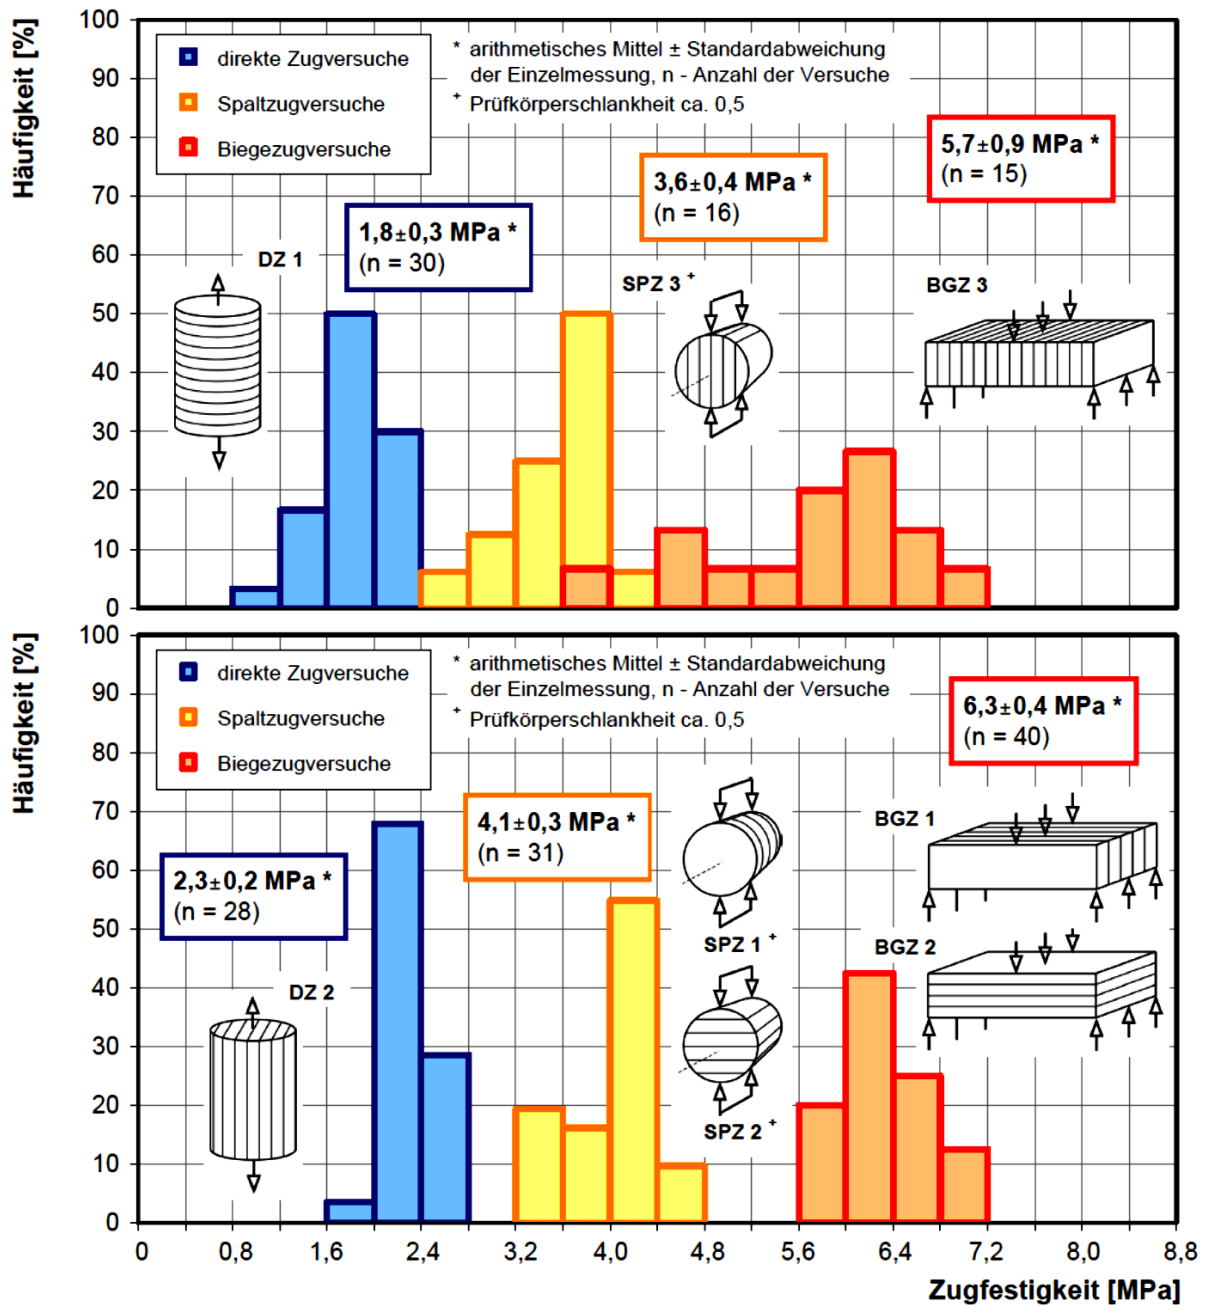 Häufigkeit [%]
100
90
80
70
60
50
40
30
20
10
0
direkte Zugversuche
Spaltzugversuche
Biegezugversuche
* arithmetisches Mittel ± Standardabweichung
der Einzelmessung, n - Anzahl der Versuche
+ Prüfkörperschlankheit ca. 0,5
5,7±0,9 MPa *
(n = 15)
3,6±0,4 MPa *
(n = 16)
1,8±0,3 MPa *
(n = 30)
DZ 1
SPZ 3 +
BGZ 3
Häufigkeit [%]
100
90
80
70
60
50
40
30
20
10
0
direkte Zugversuche
Spaltzugversuche
Biegezugversuche
* arithmetisches Mittel ± Standardabweichung
der Einzelmessung, n - Anzahl der Versuche
+ Prüfkörperschlankheit ca. 0,5
6,3±0,4 MPa *
(n = 40)
4,1±0,3 MPa *
(n = 31)
2,3±0,2 MPa *
(n = 28)
BGZ 1
SPZ 1 +
BGZ 2
DZ 2
SPZ 2 +
0 0,8 1,6 2,4 3,2 4,0 4,8 5,6 6,4 7,2 8,0 8,8
Zugfestigkeit [MPa]